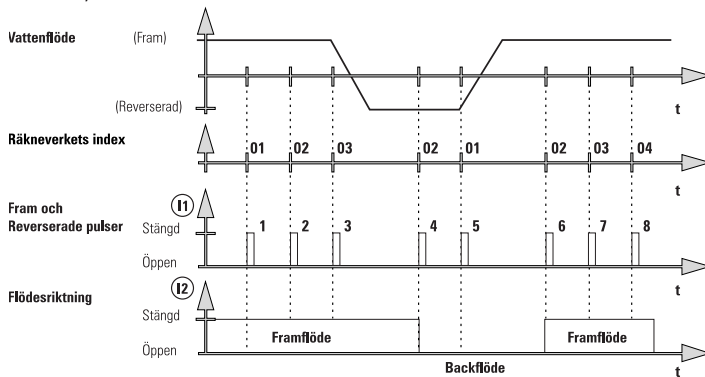 Vattenflöde (Fram)
(Reverserad)
t
Räkneverkets index
01 02 03 02 01 02 03 04
t
Fram och
Reverserade pulser
I1
Stängd
Öppen
1 2 3 4 5 6 7 8
t
Flödesriktning
I2
Stängd
Öppen
Framflöde Framflöde
Backflöde
t